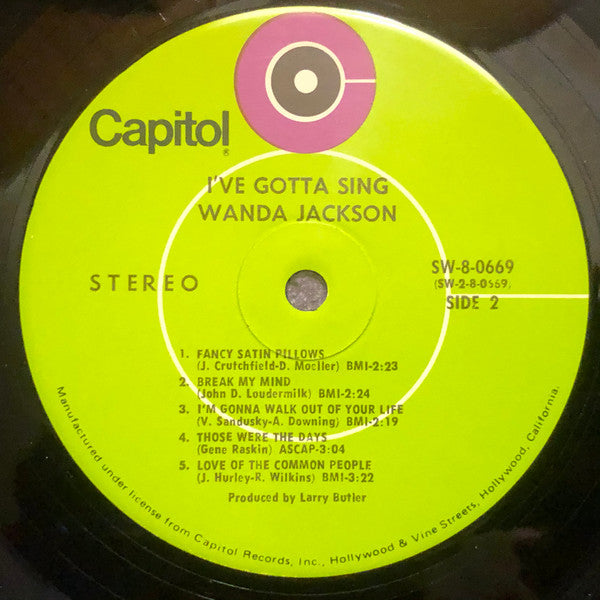 Capitol®
I'VE GOTTA SING
WANDA JACKSON
STEREO
SW-8-0669
(SW-2-8-0669)
SIDE 2
1. FANCY SATIN PILLOWS
(J. Crutchfield-D. Moeller) BMI-2:23
2. BREAK MY MIND
(John D. Loudermilk) BMI-2:24
3. I'M GONNA WALK OUT OF YOUR LIFE
(V. Sandusky-A. Downing) BMI-2:19
4. THOSE WERE THE DAYS
(Gene Raskin) ASCAP-3:04
5. LOVE OF THE COMMON PEOPLE
(J. Hurley-R. Wilkins) BMI-3:22
Produced by Larry Butler
Manufactured under license from Capitol Records, Inc., Hollywood & Vine Streets, Hollywood, California.